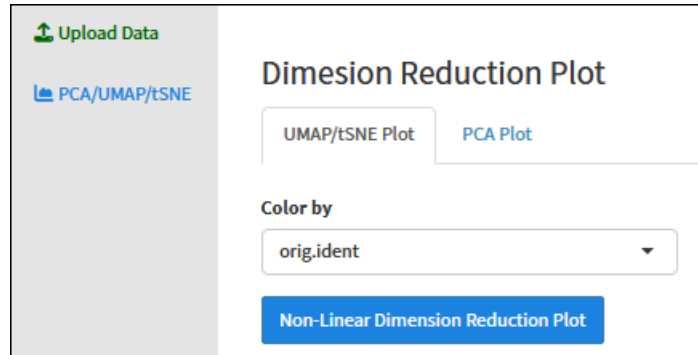 Upload Data
PCA/UMAP/tSNE
Dimesion Reduction Plot
UMAP/tSNE Plot
PCA Plot
Color by
orig.ident
Non-Linear Dimension Reduction Plot